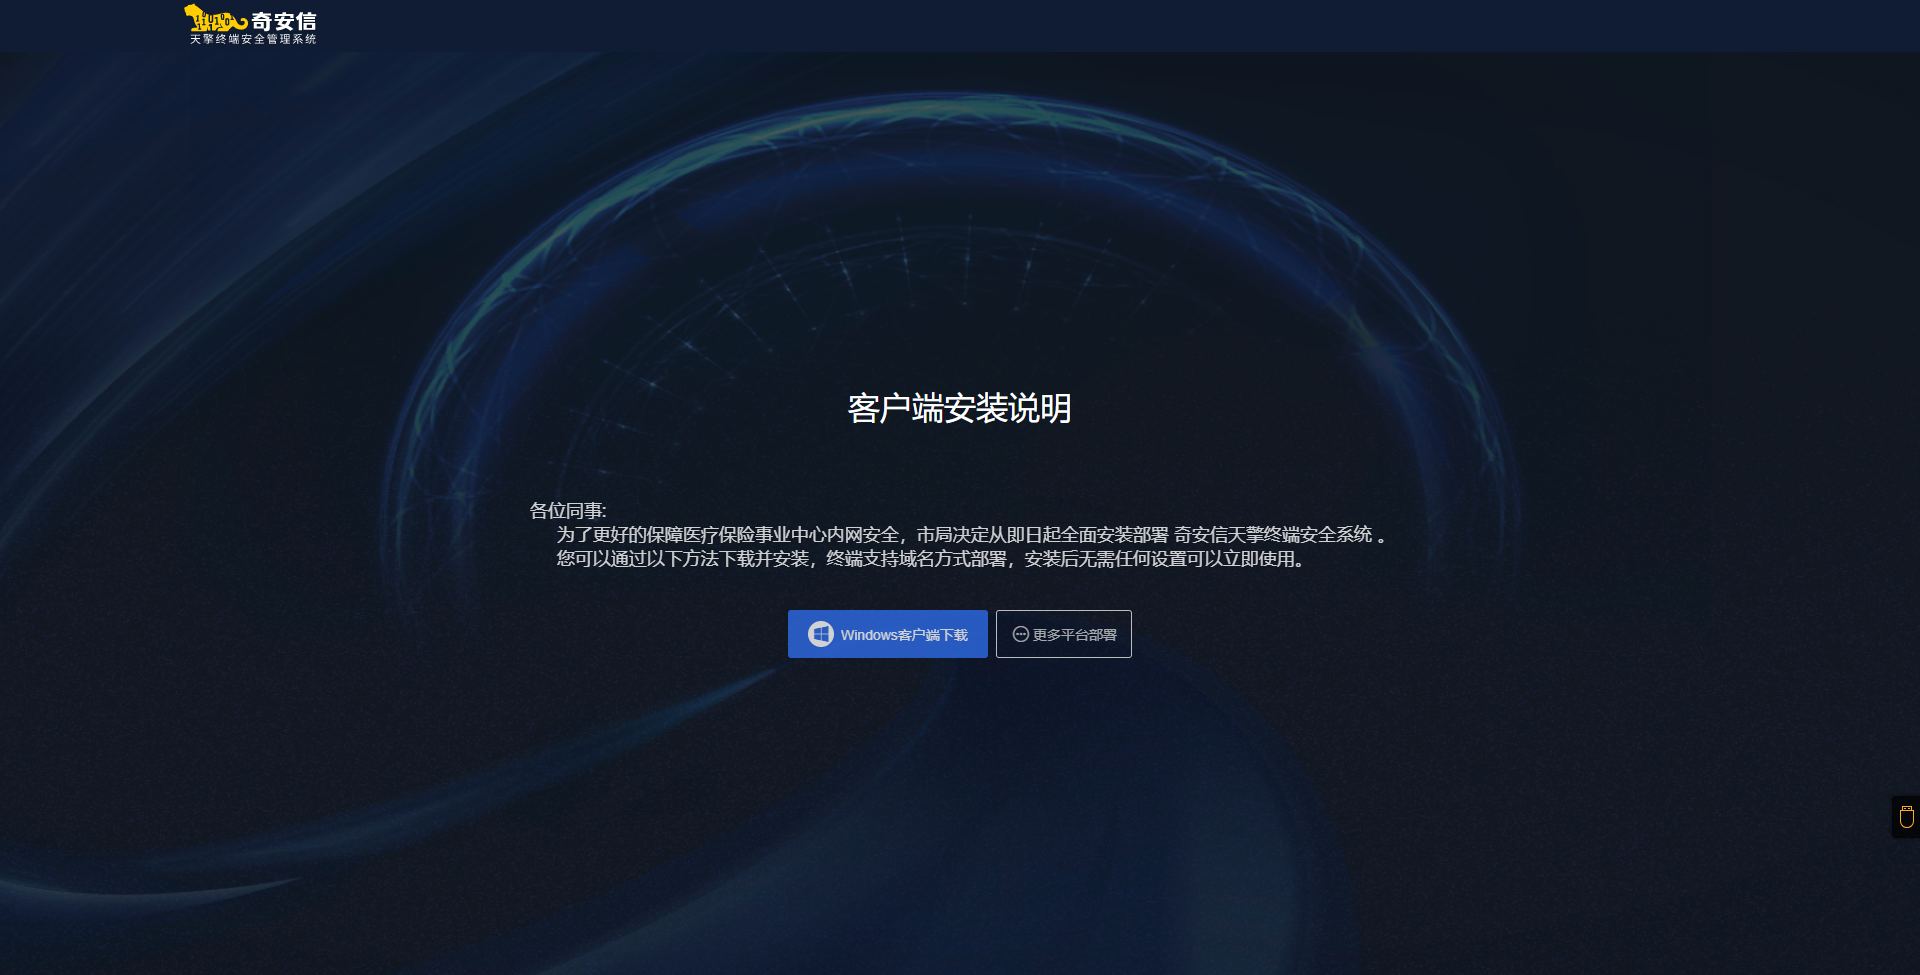 奇安信
天擎终端安全管理系统
客户端安装说明
各位同事:
为了更好的保障医疗保险事业中心内网安全，市局决定从即日起全面安装部署 奇安信天擎终端安全系统 。
您可以通过以下方法下载并安装，终端支持域名方式部署，安装后无需任何设置可以立即使用。
Windows客户端下载
更多平台部署